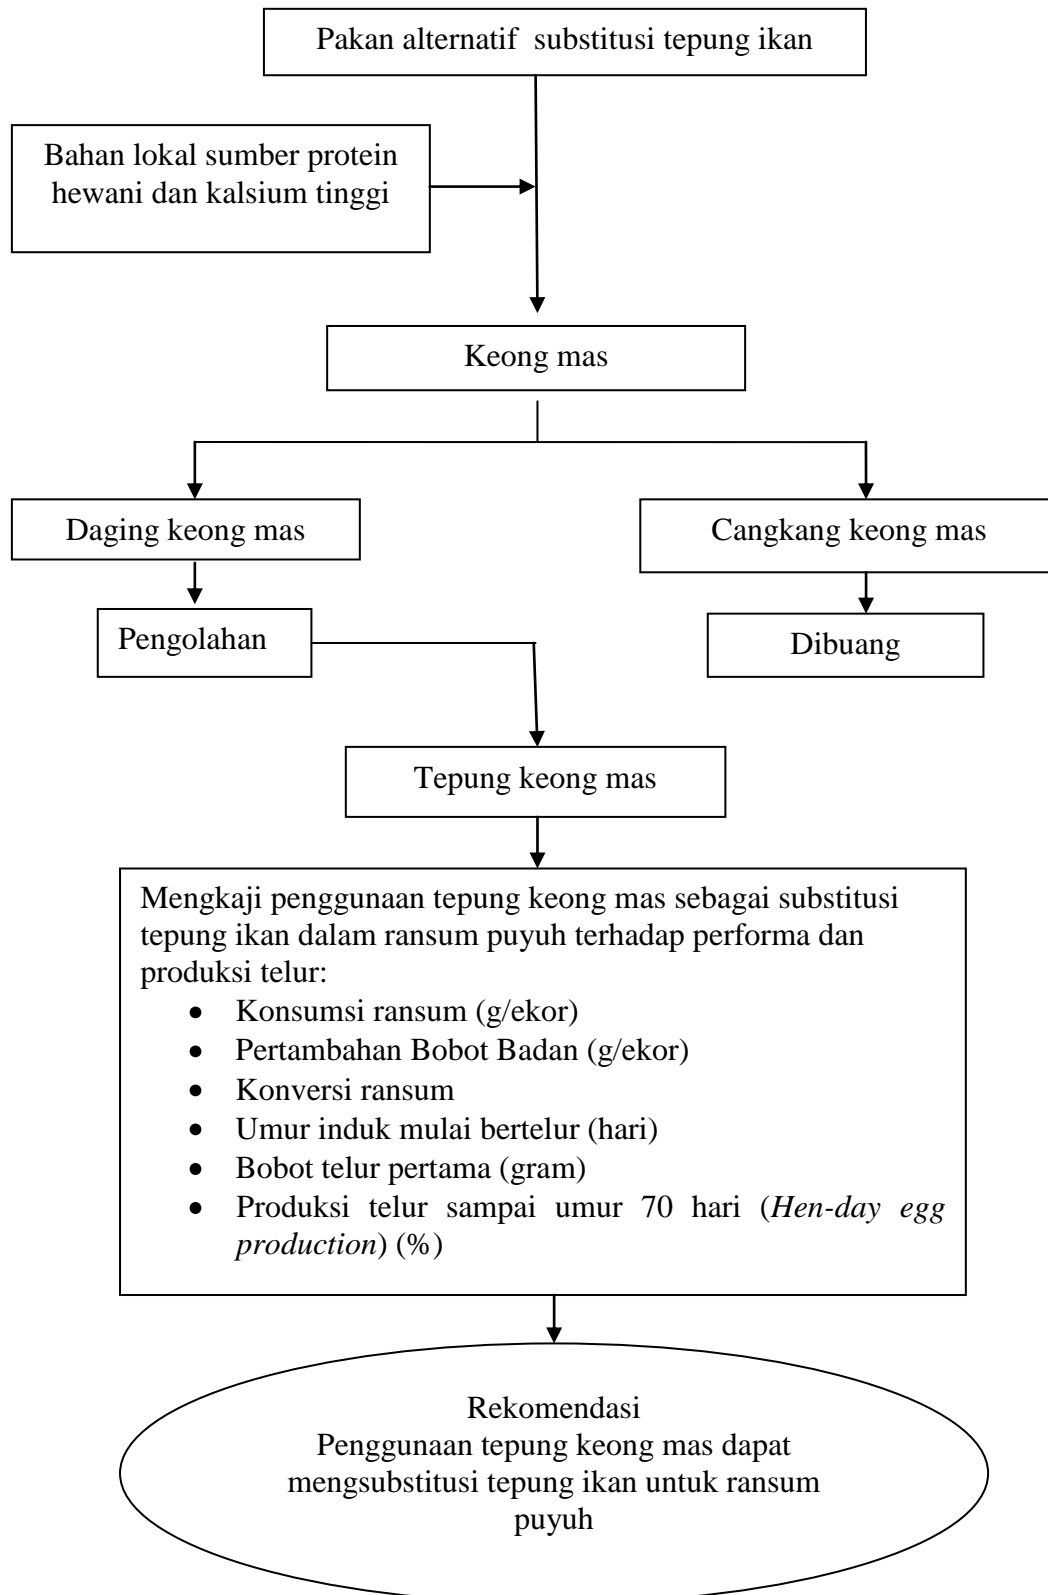 Pakan alternatif  substitusi tepung ikan
Bahan lokal sumber protein
hewani dan kalsium tinggi
Keong mas
Daging keong mas
Cangkang keong mas
Pengolahan
Dibuang
Tepung keong mas
Mengkaji penggunaan tepung keong mas sebagai substitusi
tepung ikan dalam ransum puyuh terhadap performa dan
produksi telur:
• Konsumsi ransum (g/ekor)
• Pertambahan Bobot Badan (g/ekor)
• Konversi ransum
• Umur induk mulai bertelur (hari)
• Bobot telur pertama (gram)
• Produksi telur sampai umur 70 hari (Hen-day egg
production) (%)
Rekomendasi
Penggunaan tepung keong mas dapat
mengsubstitusi tepung ikan untuk ransum
puyuh